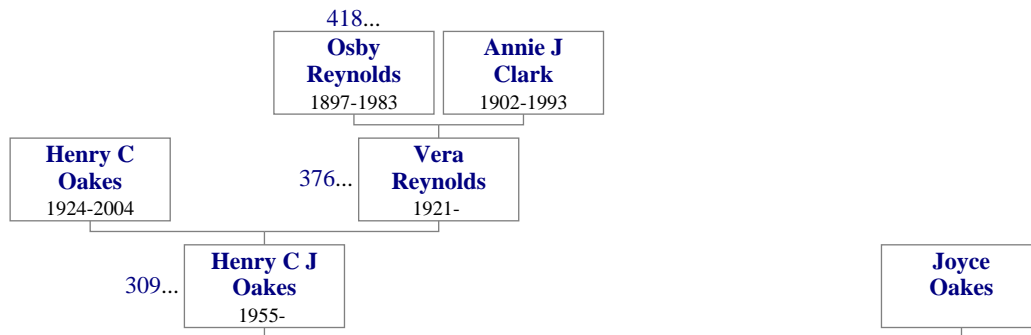 418...
Osby
Reynolds
1897-1983
Annie J
Clark
1902-1993
Henry C
Oakes
1924-2004
376...
Vera
Reynolds
1921-
309...
Henry C J
Oakes
1955-
Joyce
Oakes